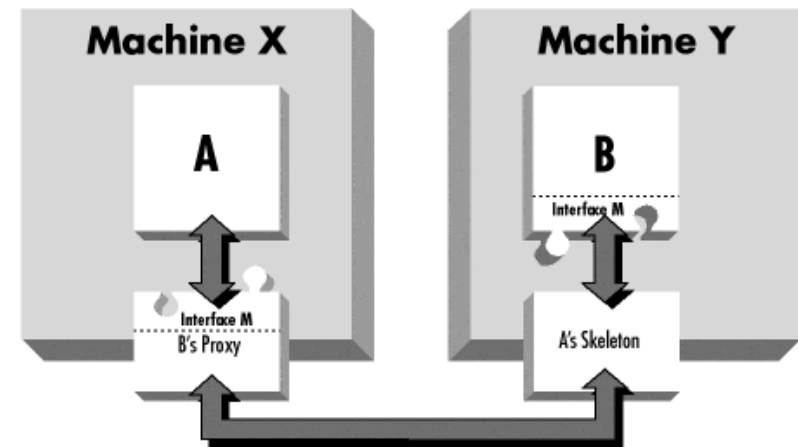 Machine X
A
Interface M
B's Proxy
Machine Y
B
Interface M
A's Skeleton